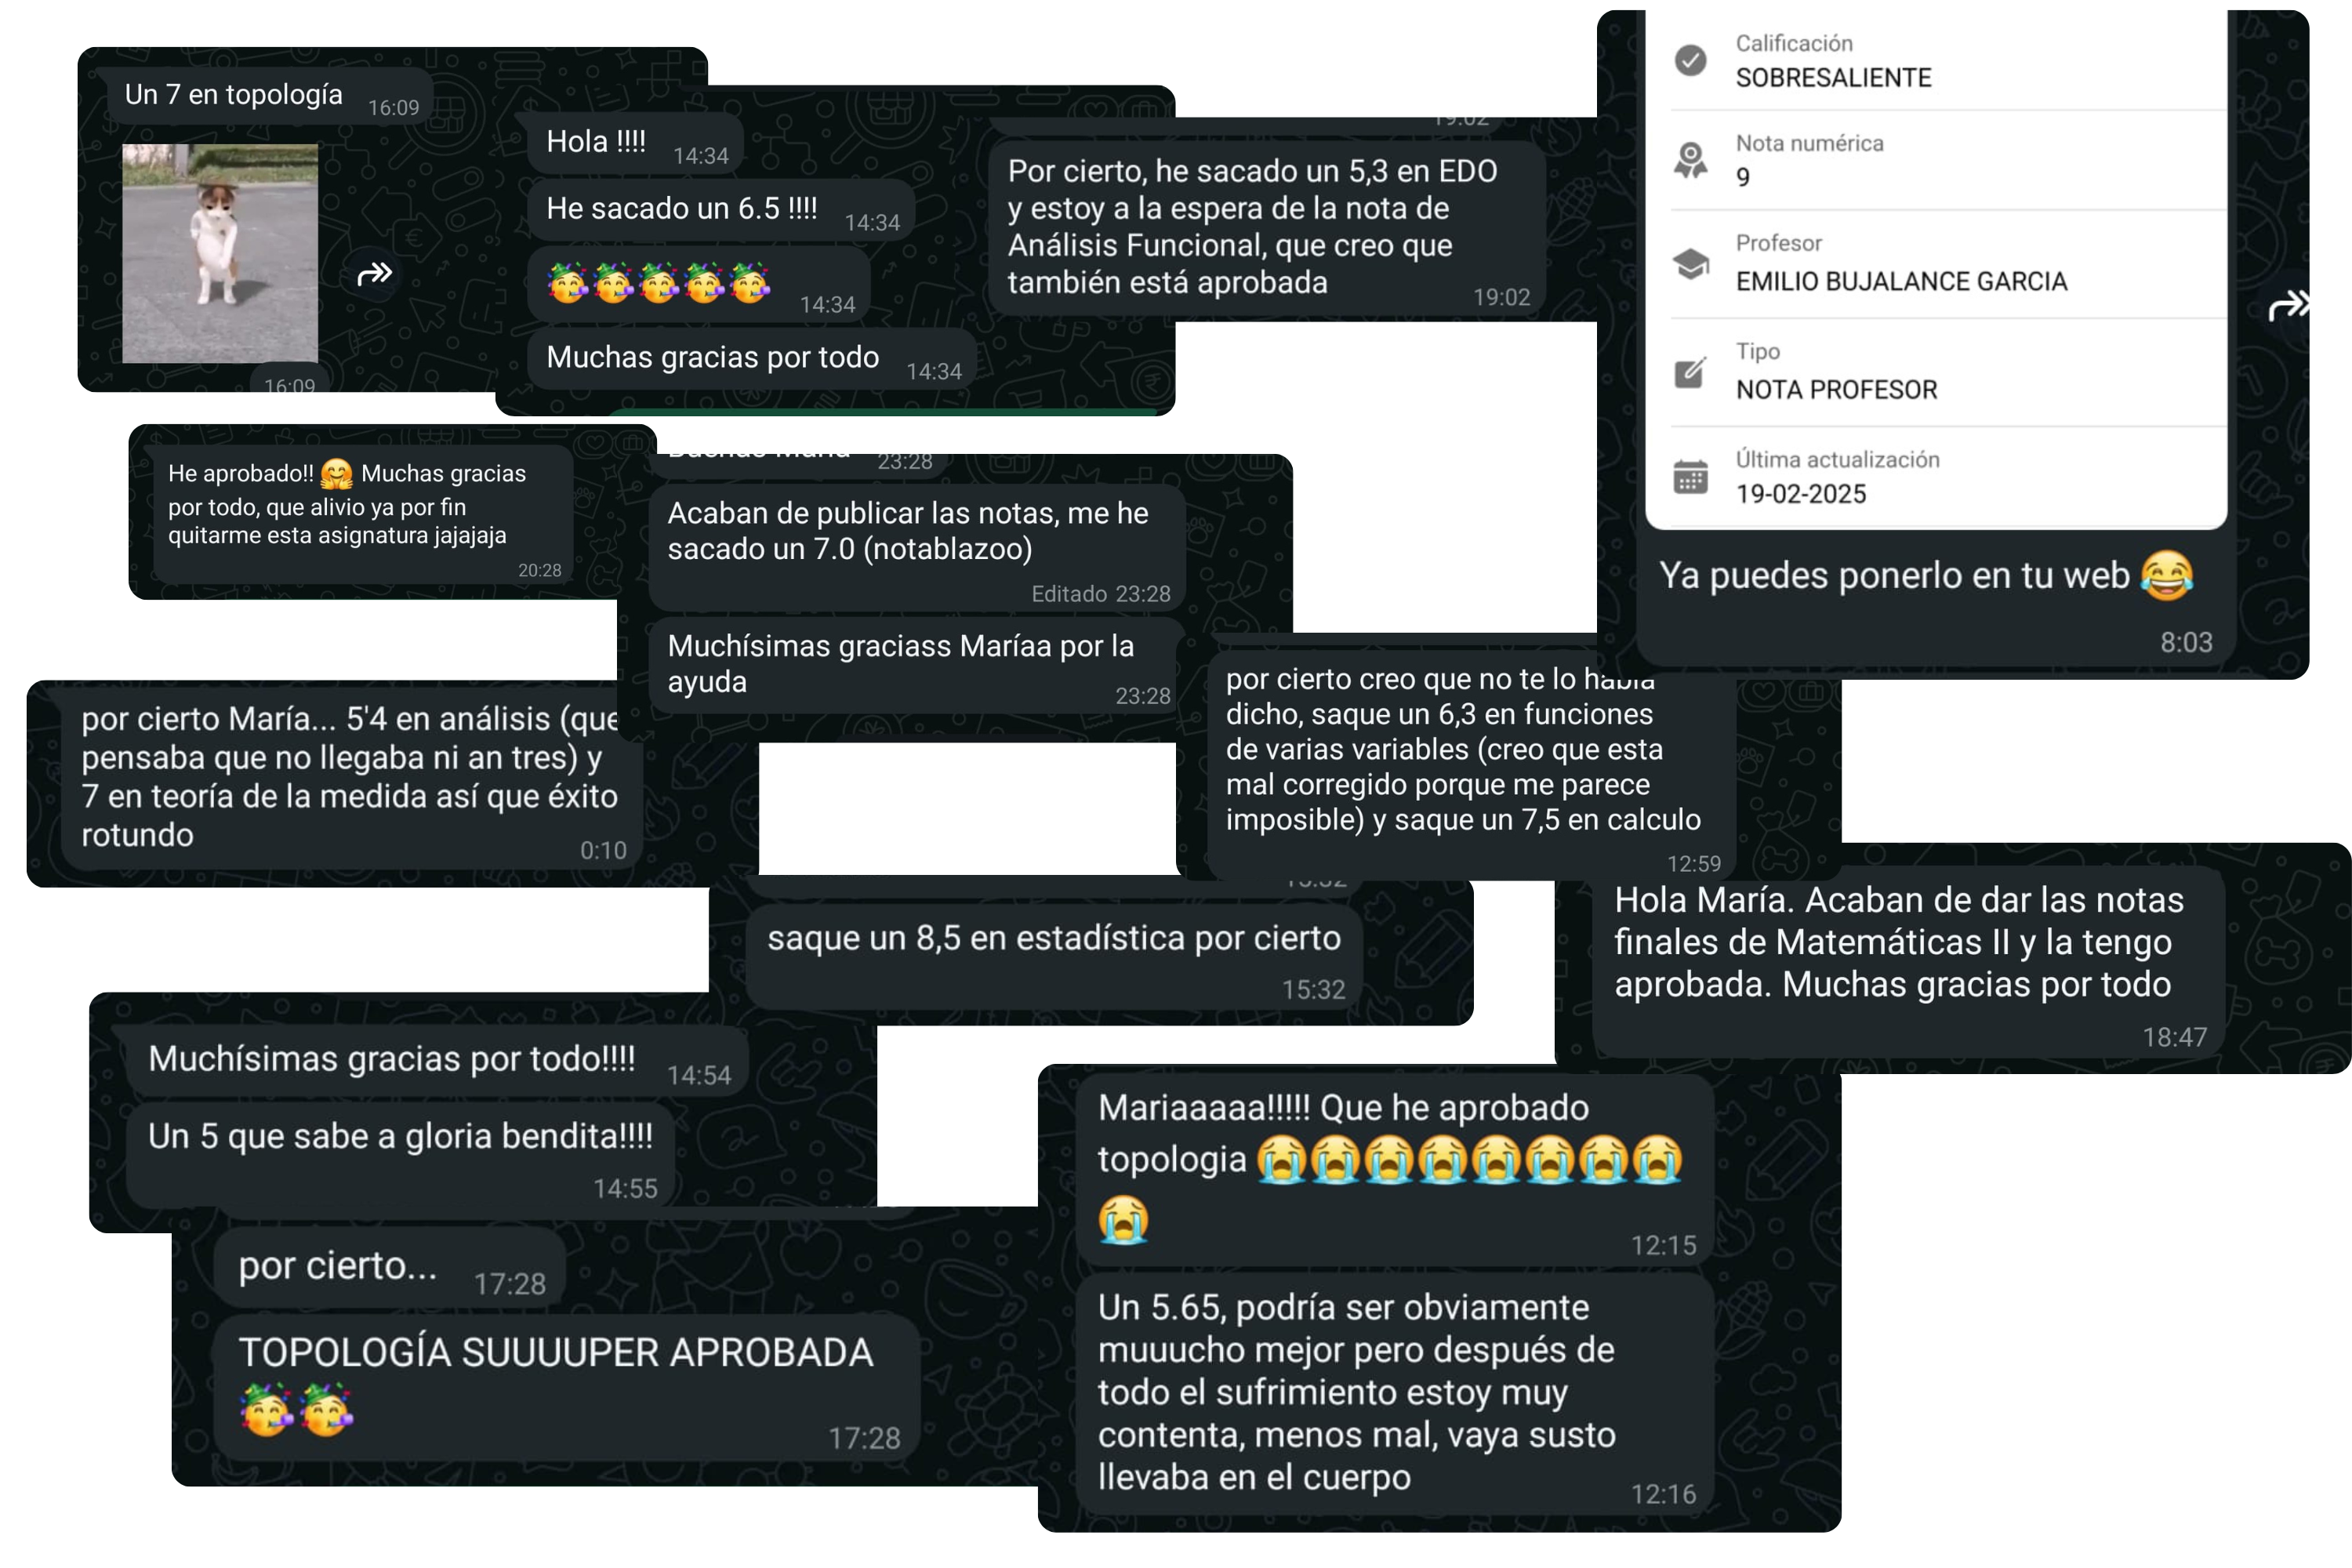 Un 7 en topología
16:09
16:09
Hola !!!!
14:34
He sacado un 6.5 !!!!
14:34
14:34
Muchas gracias por todo
14:34
19:02
Por cierto, he sacado un 5,3 en EDO
y estoy a la espera de la nota de
Análisis Funcional, que creo que
también está aprobada
19:02
Calificación
SOBRESALIENTE
Nota numérica
9
Profesor
EMILIO BUJALANCE GARCIA
Tipo
NOTA PROFESOR
Última actualización
19-02-2025
Ya puedes ponerlo en tu web 😂
8:03
He aprobado!! 🤗 Muchas gracias
por todo, que alivio ya por fin
quitarme esta asignatura jajajaja
20:28
23:28
Acaban de publicar las notas, me he
sacado un 7.0 (notablazoo)
Editado 23:28
Muchísimas graciass Maríaa por la
ayuda
23:28
por cierto María... 5'4 en análisis (que
pensaba que no llegaba ni an tres) y
7 en teoría de la medida así que éxito
rotundo
0:10
por cierto creo que no te lo había
dicho, saque un 6,3 en funciones
de varias variables (creo que esta
mal corregido porque me parece
imposible) y saque un 7,5 en calculo
12:59
saque un 8,5 en estadística por cierto
15:32
Hola María. Acaban de dar las notas
finales de Matemáticas II y la tengo
aprobada. Muchas gracias por todo
18:47
Muchísimas gracias por todo!!!!
14:54
Un 5 que sabe a gloria bendita!!!!
14:55
por cierto...
17:28
TOPOLOGÍA SUUUUPER APROBADA
17:28
Mariaaaaa!!!!! Que he aprobado
topologia 😭😭😭😭😭😭😭😭
😭
12:15
Un 5.65, podría ser obviamente
muuucho mejor pero después de
todo el sufrimiento estoy muy
contenta, menos mal, vaya susto
llevaba en el cuerpo
12:16